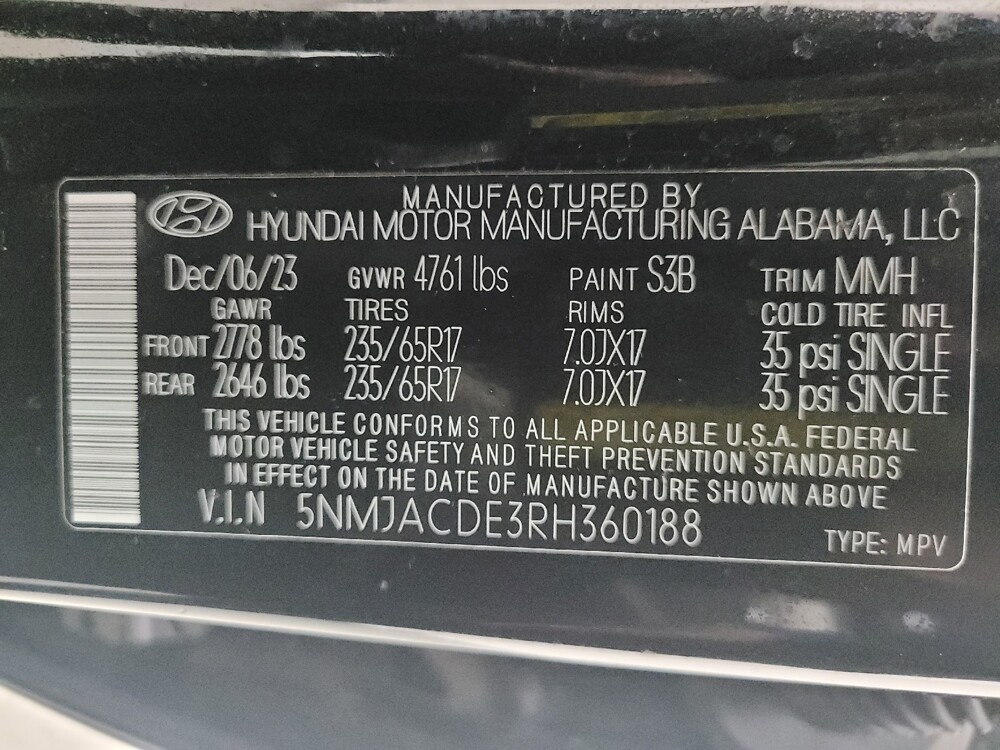 MANUFACTURED BY
HYUNDAI MOTOR MANUFACTURING ALABAMA, LLC
Dec/06/23 GVWR 4761 lbs PAINT S3B TRIM MMH
GAWR TIRES RIMS COLD TIRE INFL
FRONT 2778 lbs 235/65R17 7.0JX17 35 psi SINGLE
REAR 2646 lbs 235/65R17 7.0JX17 35 psi SINGLE
THIS VEHICLE CONFORMS TO ALL APPLICABLE U.S.A. FEDERAL
MOTOR VEHICLE SAFETY AND THEFT PREVENTION STANDARDS
IN EFFECT ON THE DATE OF MANUFACTURE SHOWN ABOVE
V.I.N 5NMJACDE3RH360188
TYPE: MPV